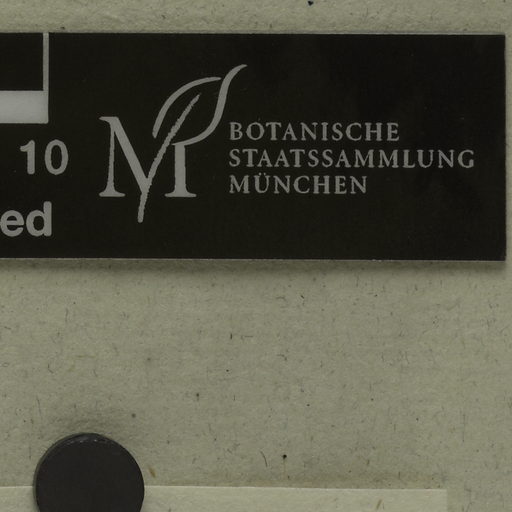 10
ed
BOTANISCHE
STAATSSAMMLUNG
MÜNCHEN